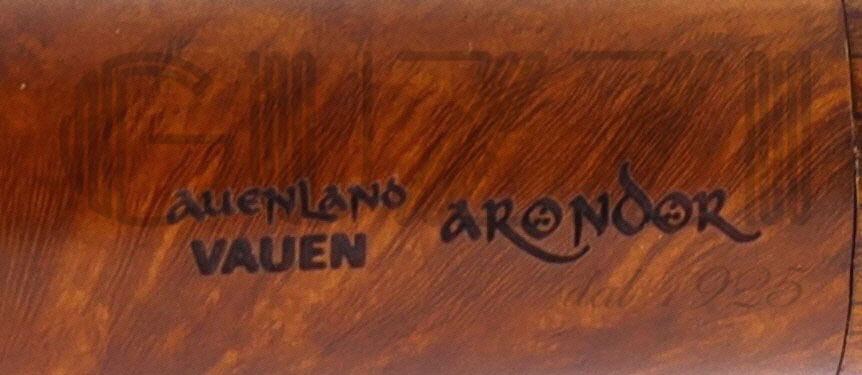 AUENLAND
VAUEN
ARONDOR
dal 1925